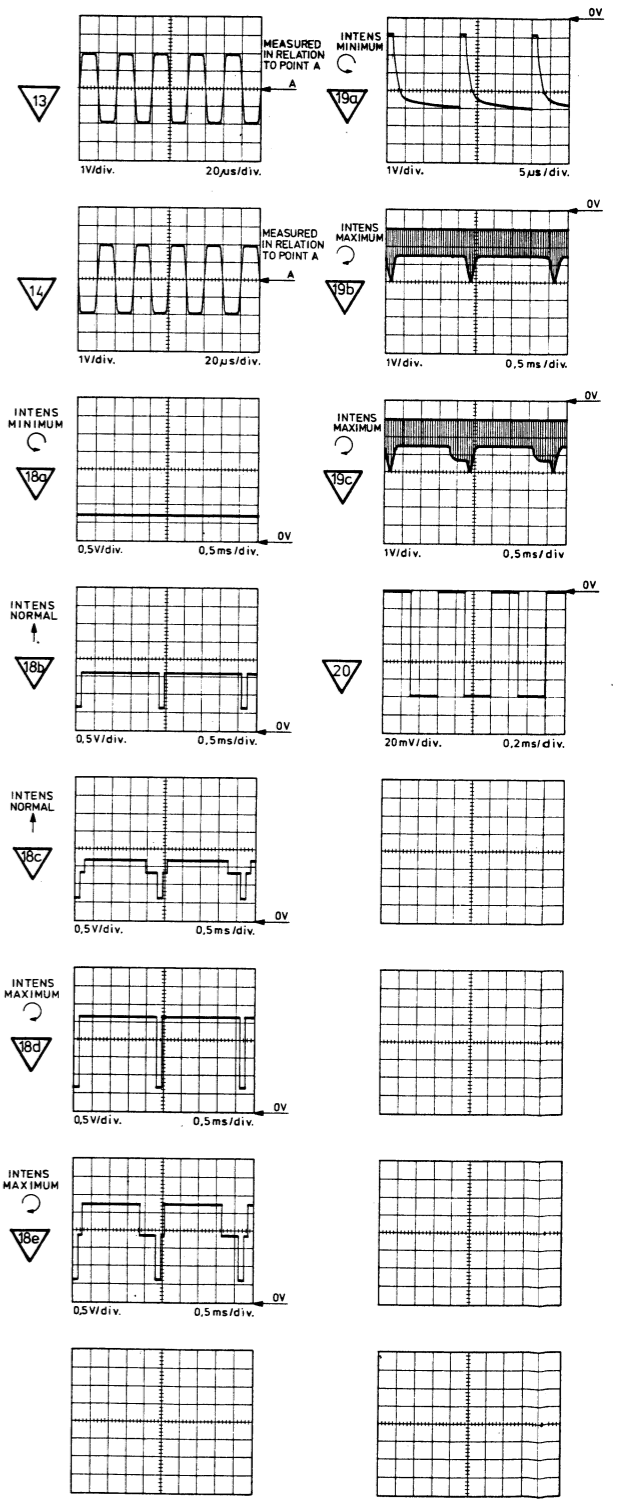 MEASURED
IN RELATION
TO POINT A
A
13
1V/div.
20µs/div.
MEASURED
IN RELATION
TO POINT A
A
14
1V/div.
20µs/div.
INTENS
MINIMUM
18a
0V
0,5V/div.
0,5ms/div.
INTENS
NORMAL
18b
0V
0,5V/div.
0,5ms/div.
INTENS
NORMAL
18c
0V
0,5V/div.
0,5ms/div.
INTENS
MAXIMUM
18d
0V
0,5V/div.
0,5ms/div.
INTENS
MAXIMUM
18e
0V
0,5V/div.
0,5ms/div.
0V
INTENS
MINIMUM
19a
1V/div.
5µs/div.
0V
INTENS
MAXIMUM
19b
1V/div.
0,5ms/div.
0V
INTENS
MAXIMUM
19c
1V/div.
0,5ms/div
0V
20
20mV/div.
0,2ms/div.